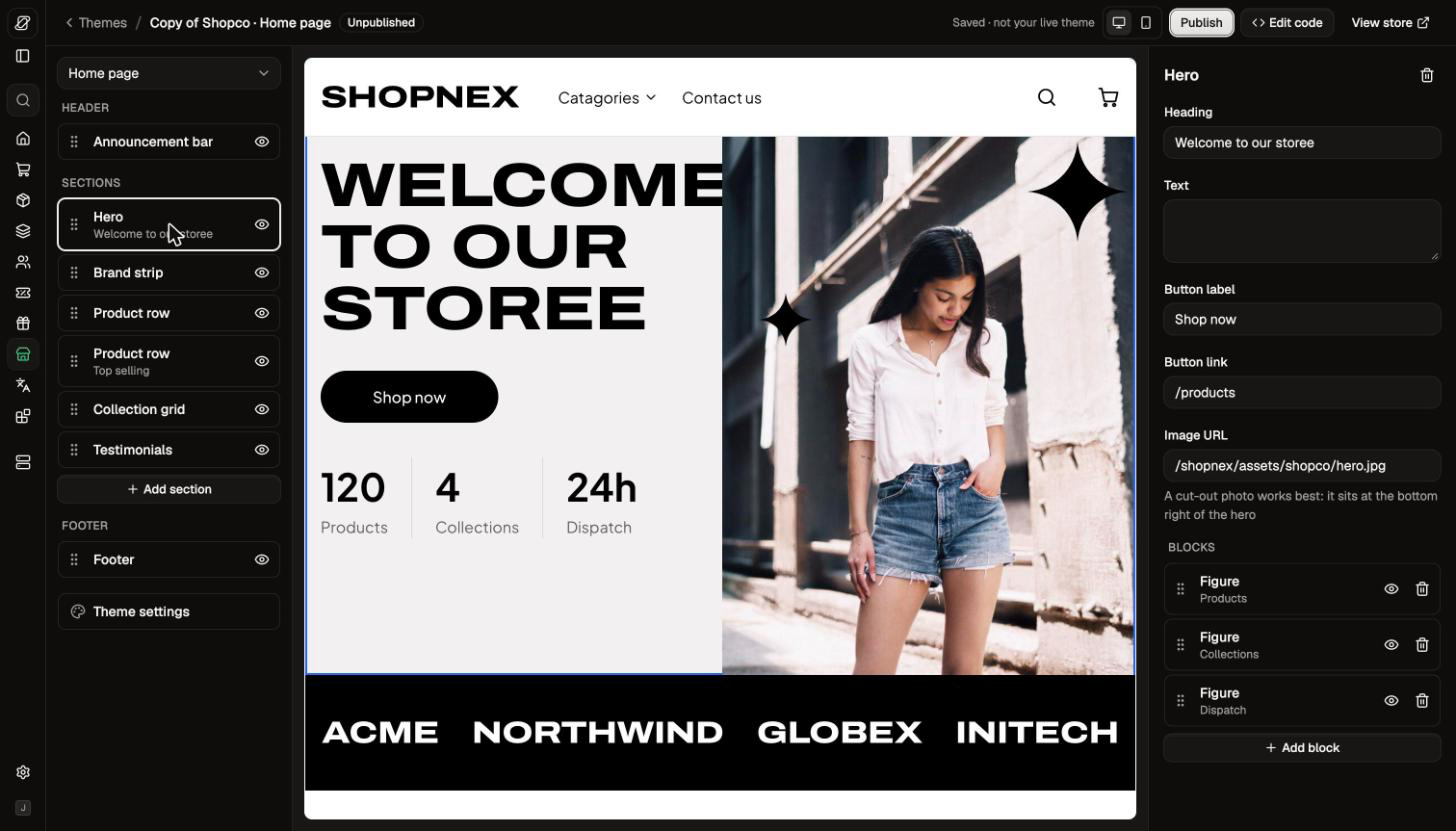 Themes / Copy of Shopco · Home page Unpublished
Saved · not your live theme
Publish
Edit code
View store
Home page
HEADER
Announcement bar
SECTIONS
Hero
Welcome to our storee
Brand strip
Product row
Product row
Top selling
Collection grid
Testimonials
+ Add section
FOOTER
Footer
Theme settings
J
SHOPNEX
Catagories
Contact us
WELCOME
TO OUR
STOREE
Shop now
120
Products
4
Collections
24h
Dispatch
ACME NORTHWIND GLOBEX INITECH
Hero
Heading
Welcome to our storee
Text
Button label
Shop now
Button link
/products
Image URL
/shopnex/assets/shopco/hero.jpg
A cut-out photo works best: it sits at the bottom
right of the hero
BLOCKS
Figure
Products
Figure
Collections
Figure
Dispatch
+ Add block